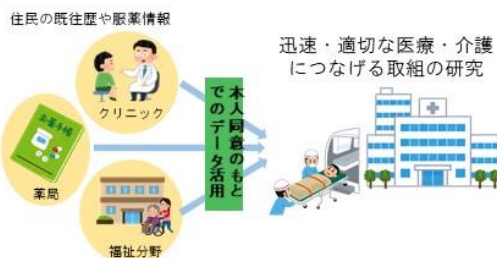 住民の既往歴や服薬情報
クリニック
お薬手帳
薬局
福祉分野
本人同意のもと
でのデータ活用
迅速・適切な医療・介護
につなげる取組の研究